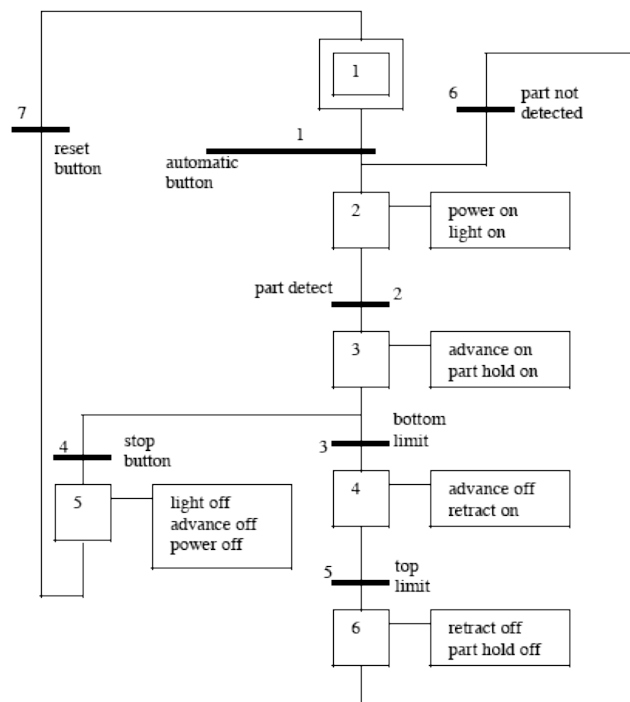 1
6
part not
detected
7
reset
button
1
automatic
button
2
power on
light on
part detect
2
3
advance on
part hold on
4
stop
button
3
bottom
limit
5
light off
advance off
power off
4
advance off
retract on
5
top
limit
6
retract off
part hold off